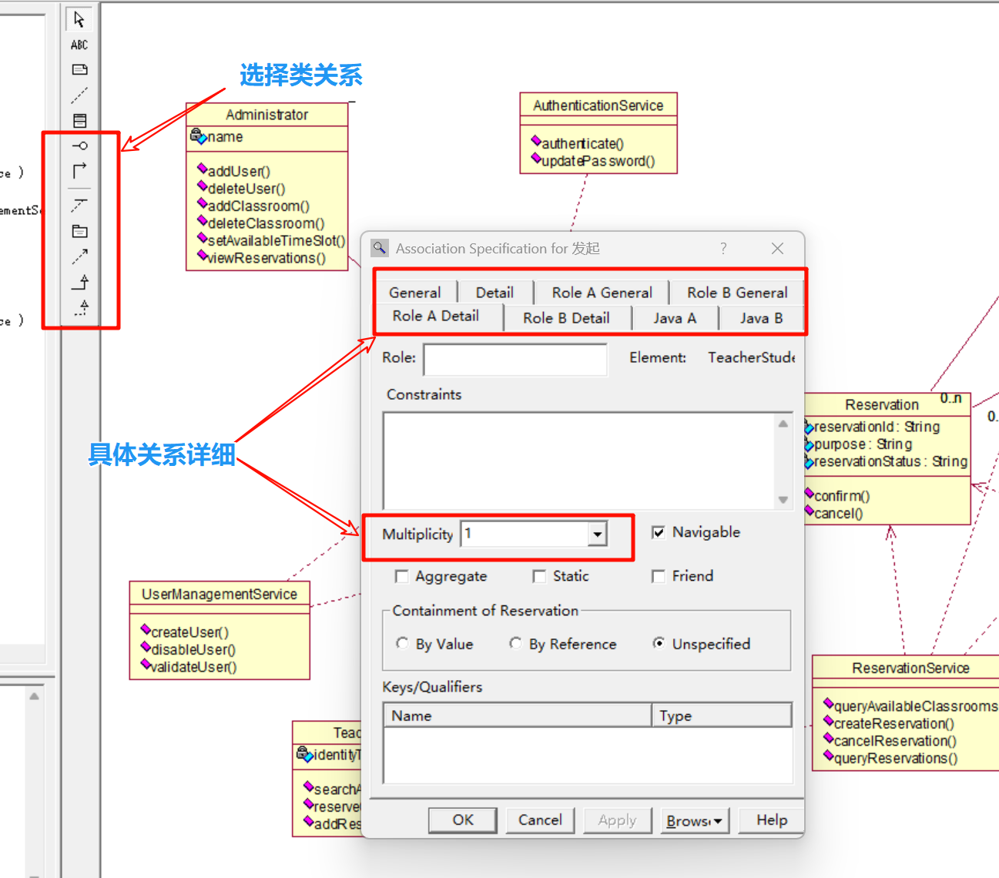 ABC
选择类关系
Administrator
name
addUser()
deleteUser()
addClassroom()
deleteClassroom()
setAvailableTimeSlot()
viewReservations()
AuthenticationService
authenticate()
updatePassword()
ce )
ementSe
ce )
Association Specification for 发起
?
General
Detail
Role A General
Role B General
Role A Detail
Role B Detail
Java A
Java B
Role:
Element:
TeacherStude
Constraints
具体关系详细
Multiplicity
1
Navigable
Aggregate
Static
Friend
Containment of Reservation
By Value
By Reference
Unspecified
Keys/Qualifiers
Name
Type
OK
Cancel
Apply
Brows
Help
Reservation
0..n
0.
reservationId : String
purpose : String
reservationStatus : String
confirm()
cancel()
UserManagementService
createUser()
disableUser()
validateUser()
Teac
identityT
searchA
reserve
addRes
ReservationService
queryAvailableClassrooms
createReservation()
cancelReservation()
queryReservations()